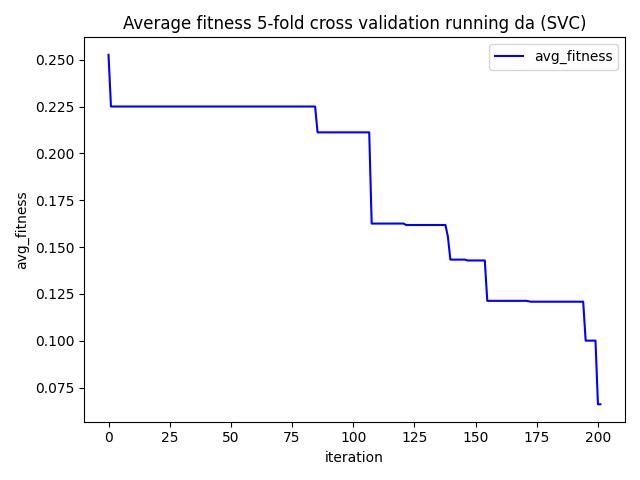 Average fitness 5-fold cross validation running da (SVC)
avg_fitness
0.250
0.225
0.200
0.175
0.150
0.125
0.100
0.075
avg_fitness
0 25 50 75 100 125 150 175 200
iteration